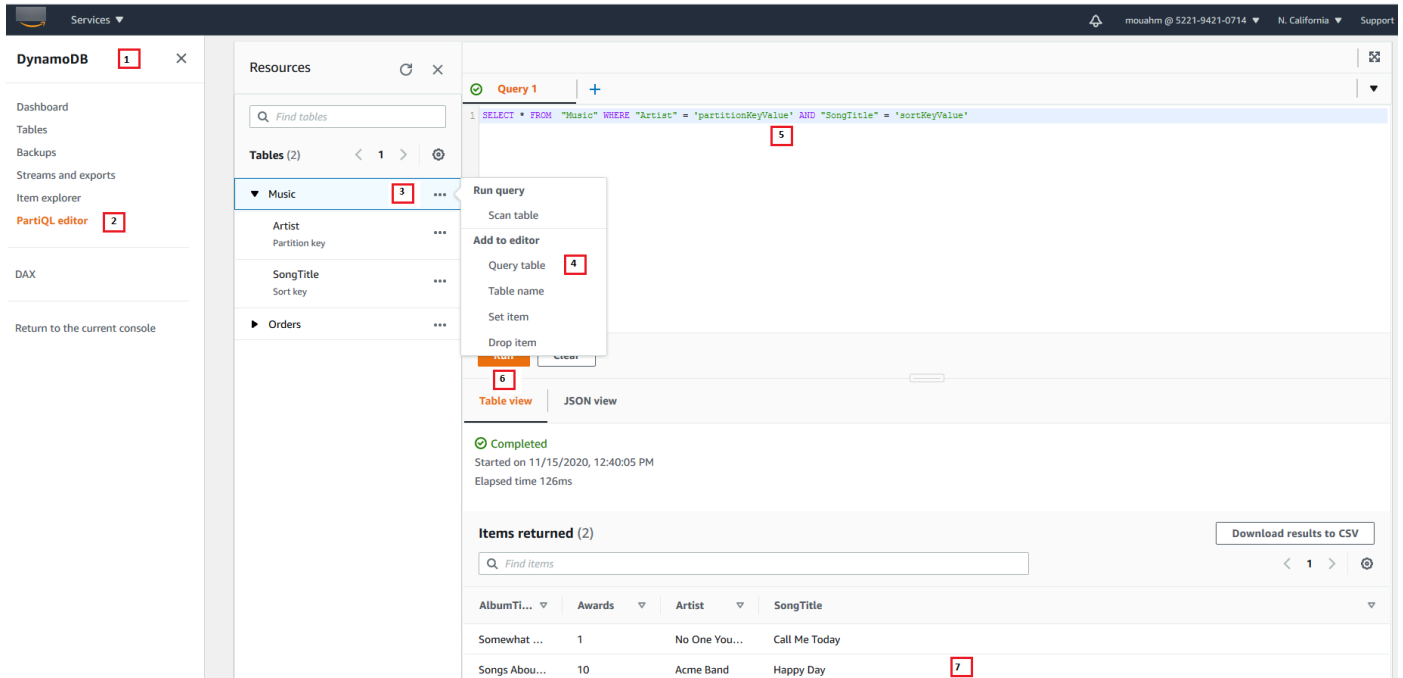 Services ▼
mouahm @ 5221-9421-0714 ▼
N. California ▼
Support
DynamoDB
1
Dashboard
Tables
Backups
Streams and exports
Item explorer
PartiQL editor
2
DAX
Return to the current console
Resources
Find tables
Tables (2)
< 1 >
▼ Music
3
Artist
Partition key
SongTitle
Sort key
▶ Orders
Query 1
+
1 SELECT * FROM "Music" WHERE "Artist" = 'partitionKeyValue' AND "SongTitle" = 'sortKeyValue'
5
Run query
Scan table
Add to editor
Query table
4
Table name
Set item
Drop item
Run
Clear
6
Table view
JSON view
Completed
Started on 11/15/2020, 12:40:05 PM
Elapsed time 126ms
Items returned (2)
Download results to CSV
Find items
< 1 >
AlbumTi... Awards Artist SongTitle
Somewhat ... 1 No One You... Call Me Today
Songs Abou... 10 Acme Band Happy Day
7